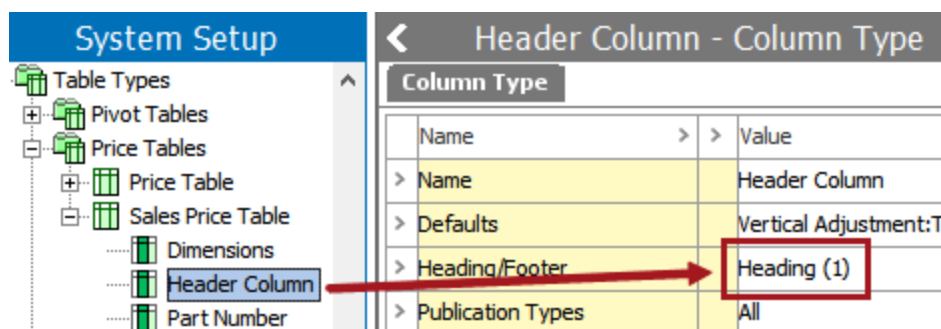 System Setup
Table Types
Pivot Tables
Price Tables
Price Table
Sales Price Table
Dimensions
Header Column
Part Number
Header Column - Column Type
Column Type
Name > > Value
> Name Header Column
> Defaults Vertical Adjustment:T
> Heading/Footer Heading (1)
> Publication Types All